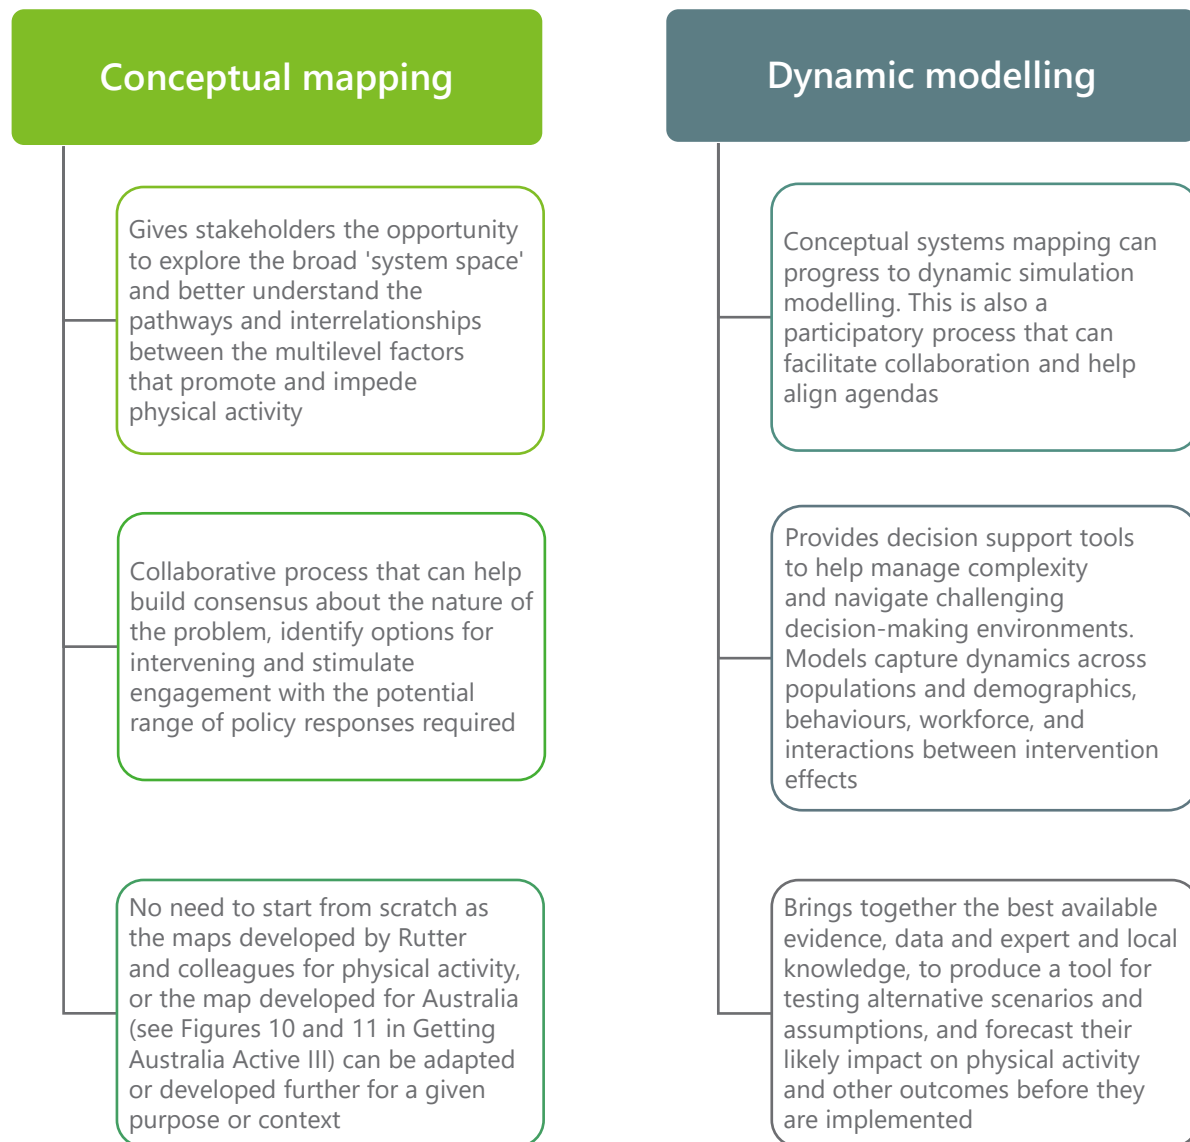 Conceptual mapping
Gives stakeholders the opportunity
to explore the broad 'system space'
and better understand the
pathways and interrelationships
between the multilevel factors
that promote and impede
physical activity
Collaborative process that can help
build consensus about the nature of
the problem, identify options for
intervening and stimulate
engagement with the potential
range of policy responses required
No need to start from scratch as
the maps developed by Rutter
and colleagues for physical activity,
or the map developed for Australia
(see Figures 10 and 11 in Getting
Australia Active III) can be adapted
or developed further for a given
purpose or context
Dynamic modelling
Conceptual systems mapping can
progress to dynamic simulation
modelling. This is also a
participatory process that can
facilitate collaboration and help
align agendas
Provides decision support tools
to help manage complexity
and navigate challenging
decision-making environments.
Models capture dynamics across
populations and demographics,
behaviours, workforce, and
interactions between intervention
effects
Brings together the best available
evidence, data and expert and local
knowledge, to produce a tool for
testing alternative scenarios and
assumptions, and forecast their
likely impact on physical activity
and other outcomes before they
are implemented